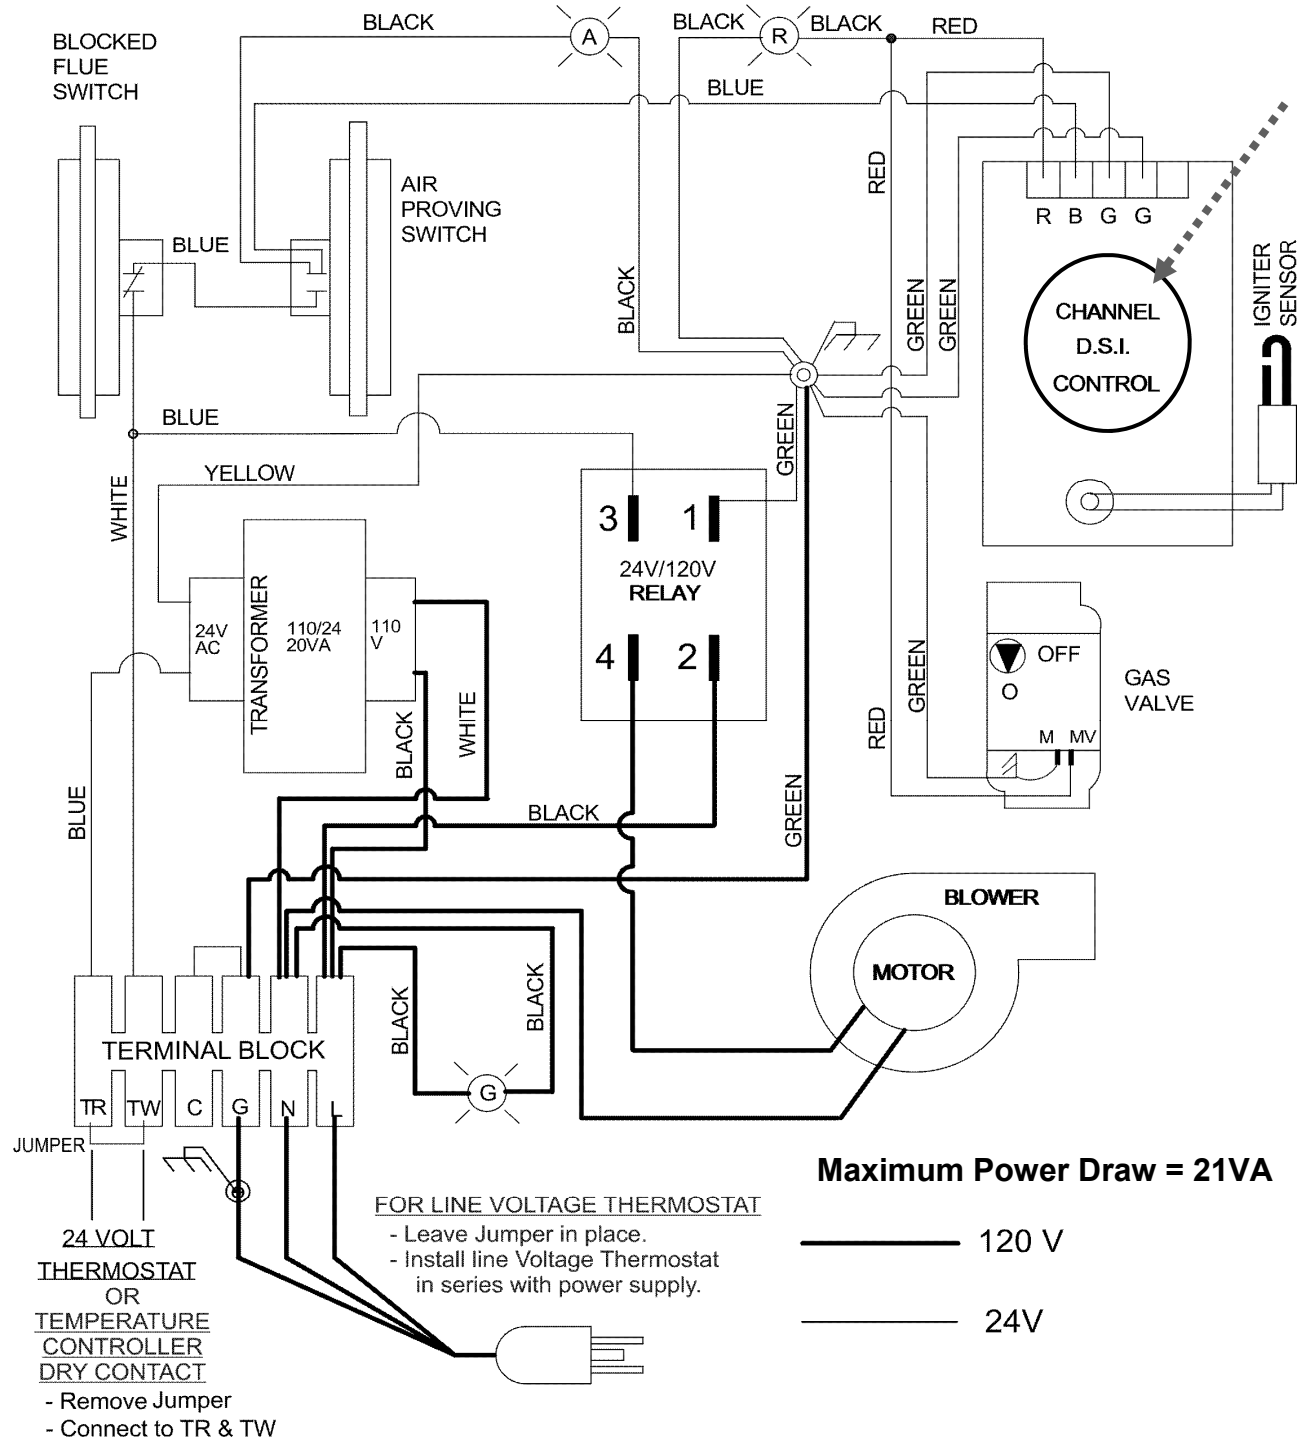 BLOCKED
FLUE
SWITCH
BLACK
A
BLACK
R
BLACK
RED
BLUE
AIR
PROVING
SWITCH
BLUE
RED
R B G G
BLACK
GREEN
GREEN
CHANNEL
D.S.I.
CONTROL
IGNITER
SENSOR
BLUE
GREEN
YELLOW
WHITE
3 1
24V/120V
RELAY
4 2
24V
AC
TRANSFORMER
110/24
20VA
110
V
BLACK
WHITE
RED
GREEN
OFF
O
M MV
GAS
VALVE
BLUE
BLACK
GREEN
BLOWER
MOTOR
BLACK
BLACK
G
TERMINAL BLOCK
TR TW C G N L
JUMPER
24 VOLT
THERMOSTAT
OR
TEMPERATURE
CONTROLLER
DRY CONTACT
- Remove Jumper
- Connect to TR & TW
FOR LINE VOLTAGE THERMOSTAT
- Leave Jumper in place.
- Install line Voltage Thermostat
in series with power supply.
Maximum Power Draw = 21VA
120 V
24V